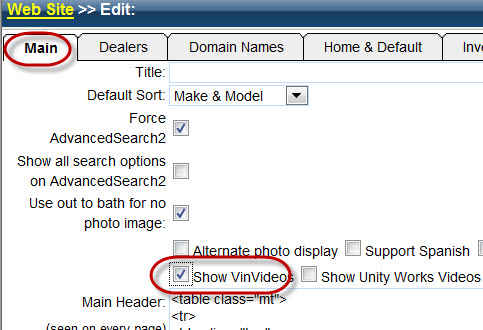 Web Site >> Edit:
Main Dealers Domain Names Home & Default
Title:
Default Sort: Make & Model
Force
AdvancedSearch2
Show all search options
on AdvancedSearch2
Use out to bath for no
photo image:
Alternate photo display Support Spanish
Show VinVideos Show Unity Works Videos
Main Header: <table class="mt">
<tr>
(seen on every page)